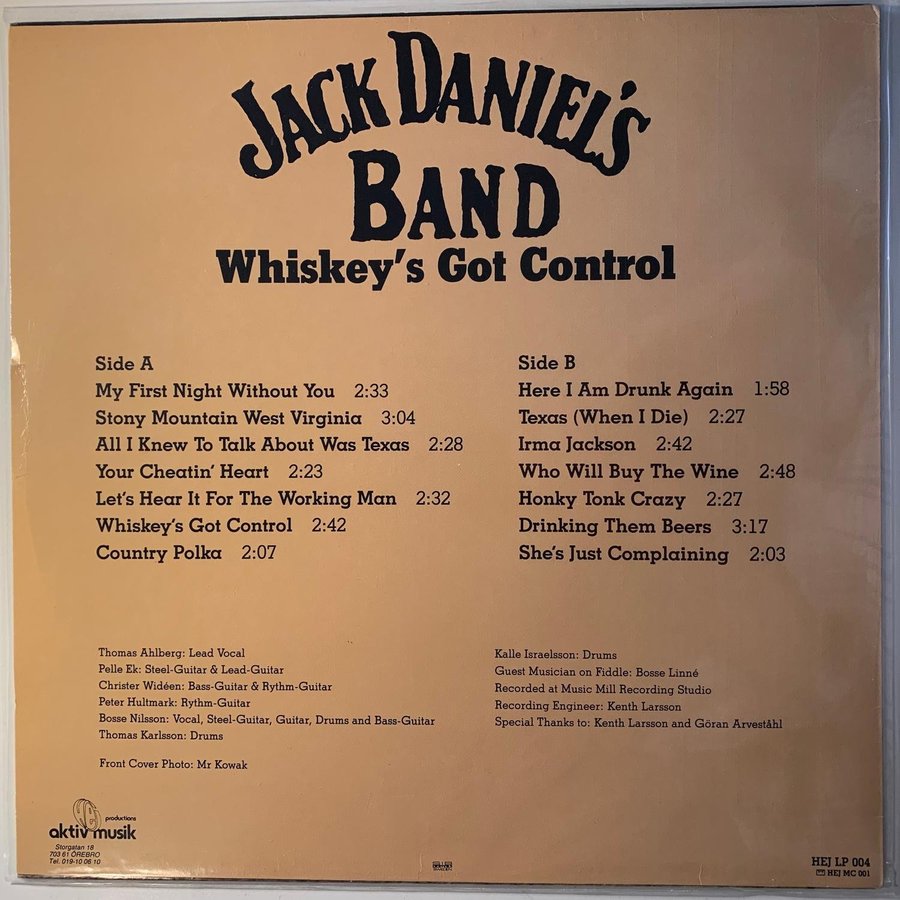 JACK DANIEL'S
BAND
Whiskey's Got Control
Side A
My First Night Without You 2:33
Stony Mountain West Virginia 3:04
All I Knew To Talk About Was Texas 2:28
Your Cheatin' Heart 2:23
Let's Hear It For The Working Man 2:32
Whiskey's Got Control 2:42
Country Polka 2:07
Side B
Here I Am Drunk Again 1:58
Texas (When I Die) 2:27
Irma Jackson 2:42
Who Will Buy The Wine 2:48
Honky Tonk Crazy 2:27
Drinking Them Beers 3:17
She's Just Complaining 2:03
Thomas Ahlberg: Lead Vocal
Pelle Ek: Steel-Guitar & Lead-Guitar
Christer Widéen: Bass-Guitar & Rythm-Guitar
Peter Hultmark: Rythm-Guitar
Bosse Nilsson: Vocal, Steel-Guitar, Guitar, Drums and Bass-Guitar
Thomas Karlsson: Drums
Front Cover Photo: Mr Kowak
Kalle Israelsson: Drums
Guest Musician on Fiddle: Bosse Linné
Recorded at Music Mill Recording Studio
Recording Engineer: Kenth Larsson
Special Thanks to: Kenth Larsson and Göran Arveståhl
productions
aktiv musik
Storgatan 18
703 61 ÖREBRO
Tel. 019-10 06 10
HEJ LP 004
HEJ MC 001